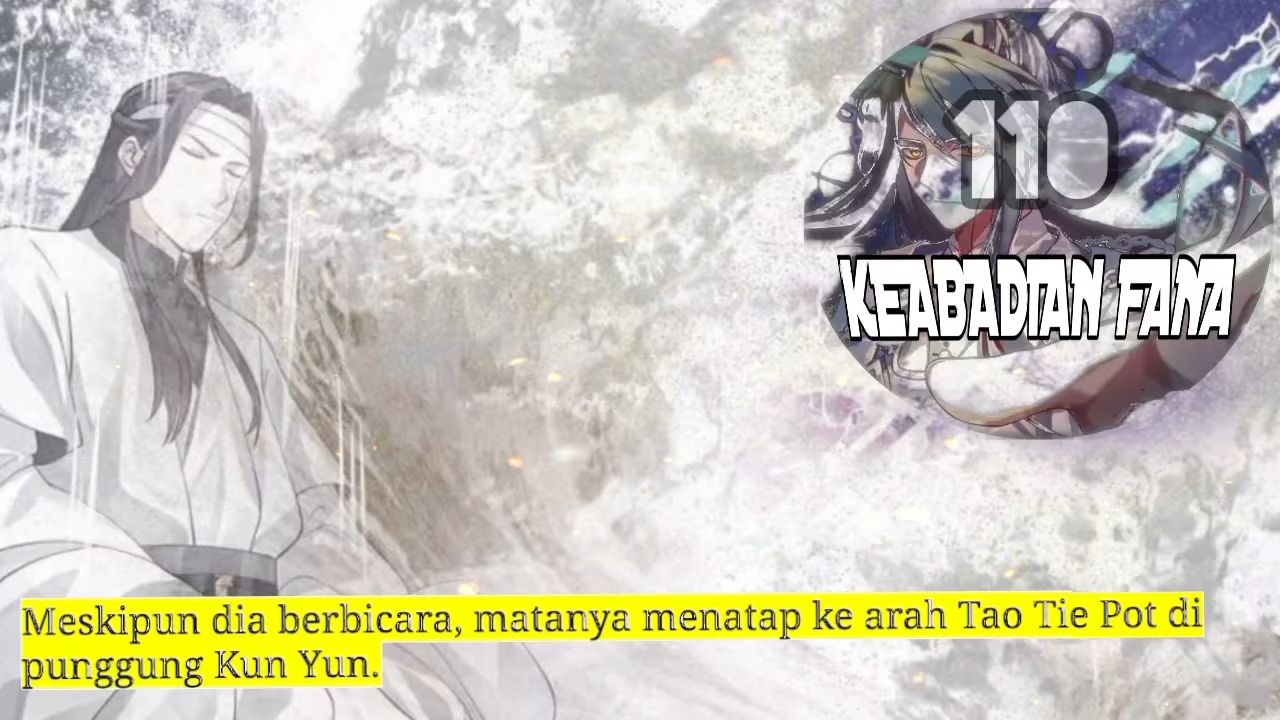 110
KEABADIAN FANA
Meskipun dia berbicara, matanya menatap ke arah Tao Tie Pot di
punggung Kun Yun.